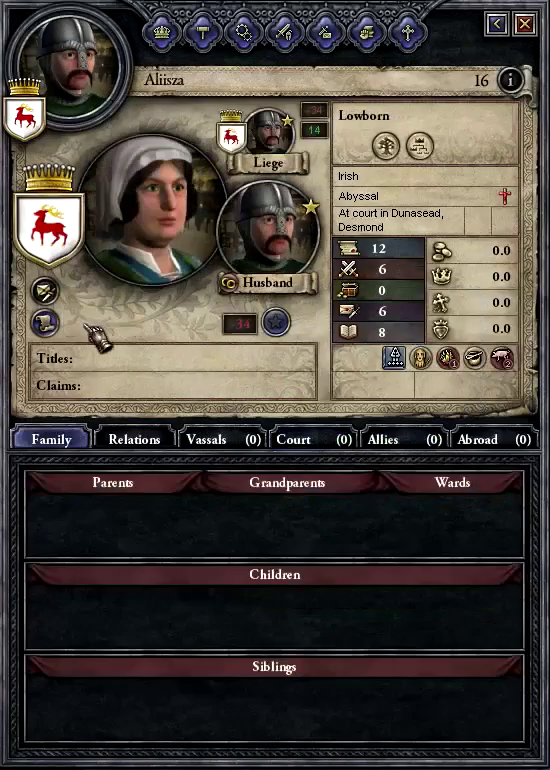 Aliisza 16 i
-34
14
Liege
Husband
-34
Lowborn
Irish
Abyssal
At court in Dunasead,
Desmond
12 0.0
6 0.0
0 0.0
6 0.0
8
1 2
Titles:
Claims:
Family Relations Vassals (0) Court (0) Allies (0) Abroad (0)
Parents Grandparents Wards
Children
Siblings